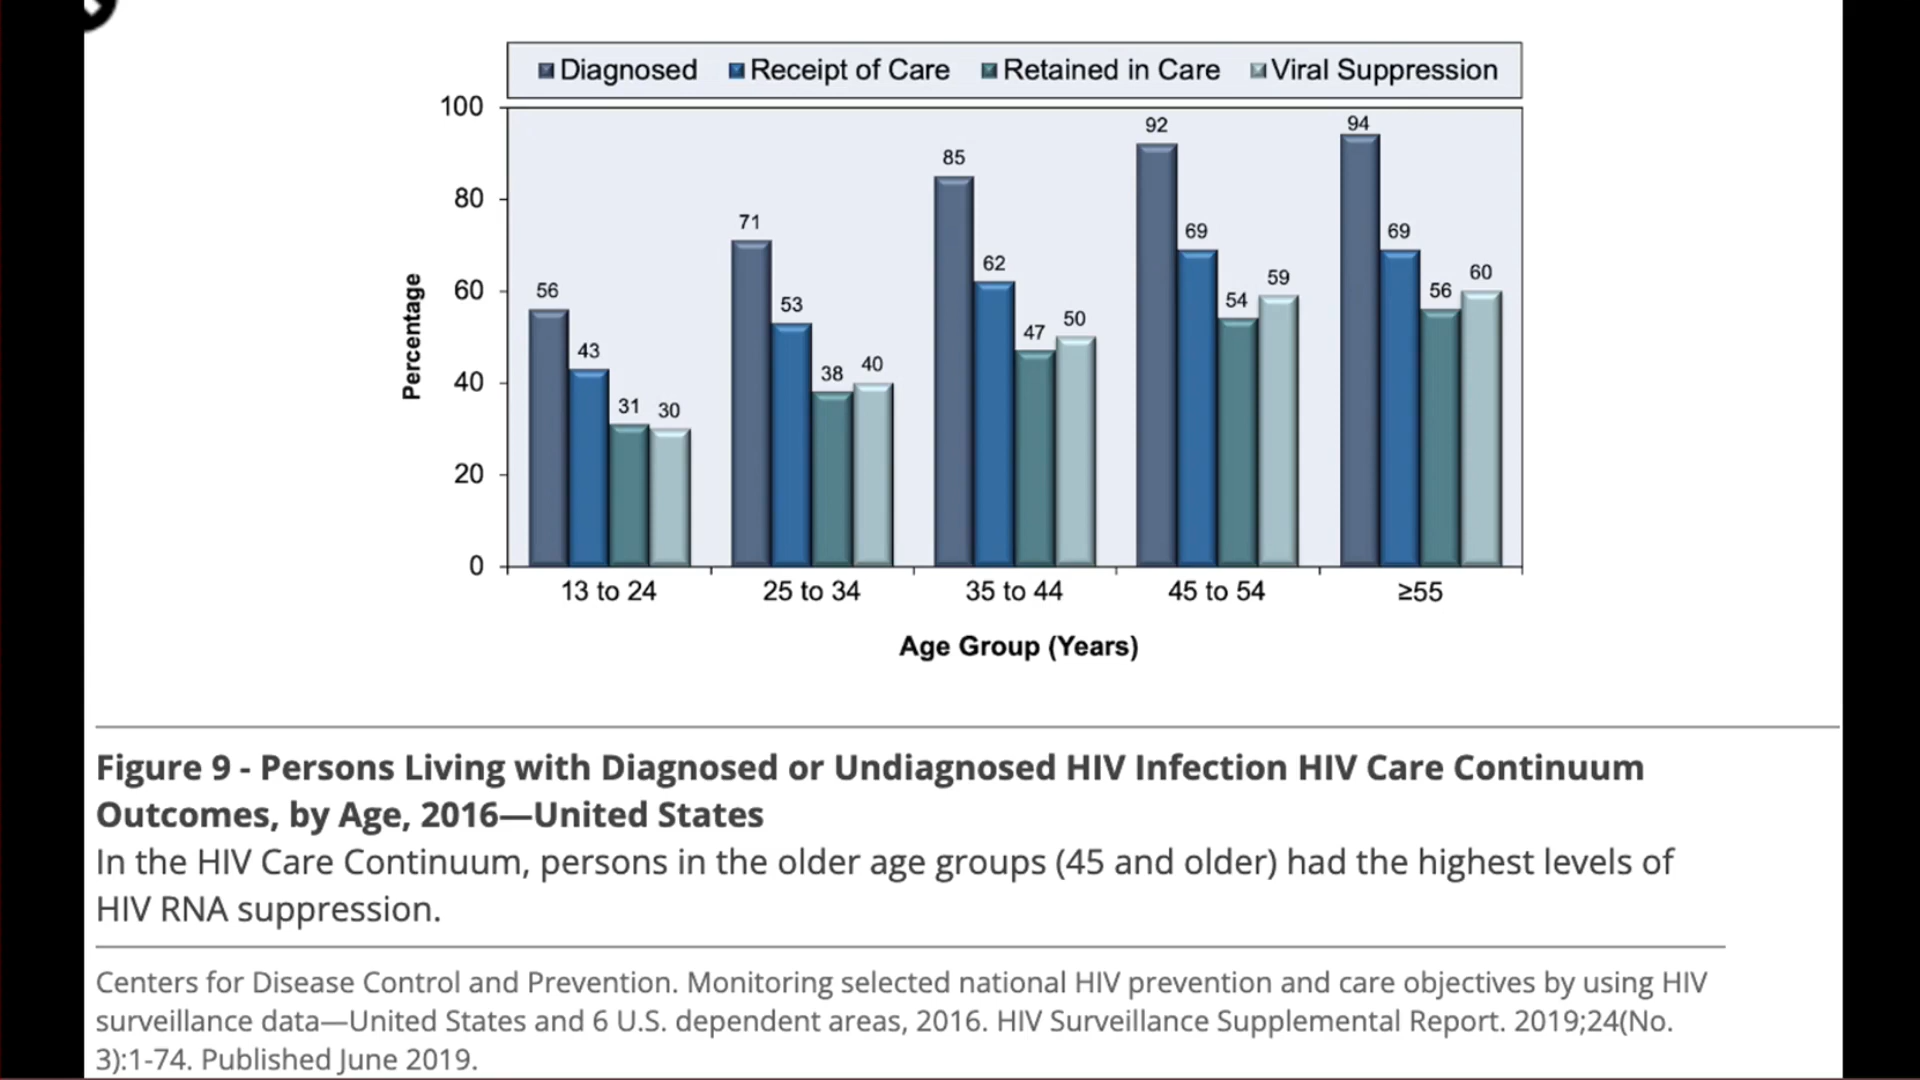 Diagnosed Receipt of Care Retained in Care Viral Suppression
100
80
60
40
20
0
Percentage
56 43 31 30
71 53 38 40
85 62 47 50
92 69 54 59
94 69 56 60
13 to 24 25 to 34 35 to 44 45 to 54 ≥55
Age Group (Years)
Figure 9 - Persons Living with Diagnosed or Undiagnosed HIV Infection HIV Care Continuum
Outcomes, by Age, 2016—United States
In the HIV Care Continuum, persons in the older age groups (45 and older) had the highest levels of
HIV RNA suppression.
Centers for Disease Control and Prevention. Monitoring selected national HIV prevention and care objectives by using HIV
surveillance data—United States and 6 U.S. dependent areas, 2016. HIV Surveillance Supplemental Report. 2019;24(No.
3):1-74. Published June 2019.